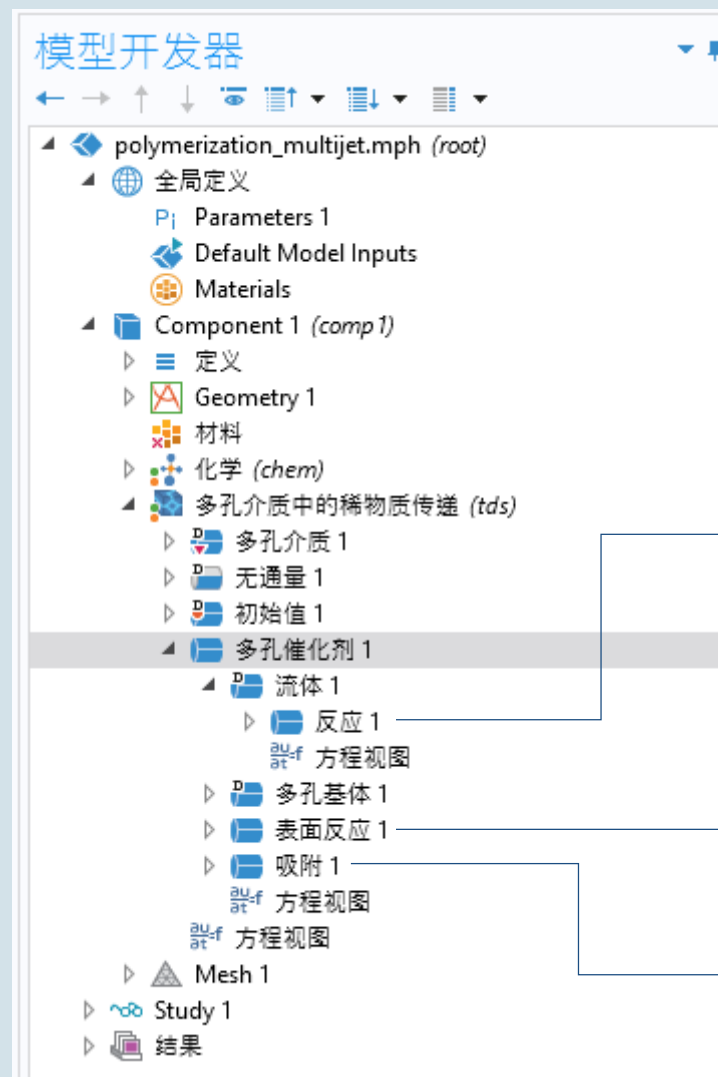 模型开发器
polymerization_multijet.mph (root)
全局定义
Pi Parameters 1
Default Model Inputs
Materials
Component 1 (comp1)
定义
Geometry 1
材料
化学 (chem)
多孔介质中的稀物质传递 (tds)
D 多孔介质 1
D 无通量 1
D 初始值 1
多孔催化剂 1
D 流体 1
反应 1
∂u/∂t=f 方程视图
D 多孔基体 1
表面反应 1
吸附 1
∂u/∂t=f 方程视图
∂u/∂t=f 方程视图
Mesh 1
Study 1
结果